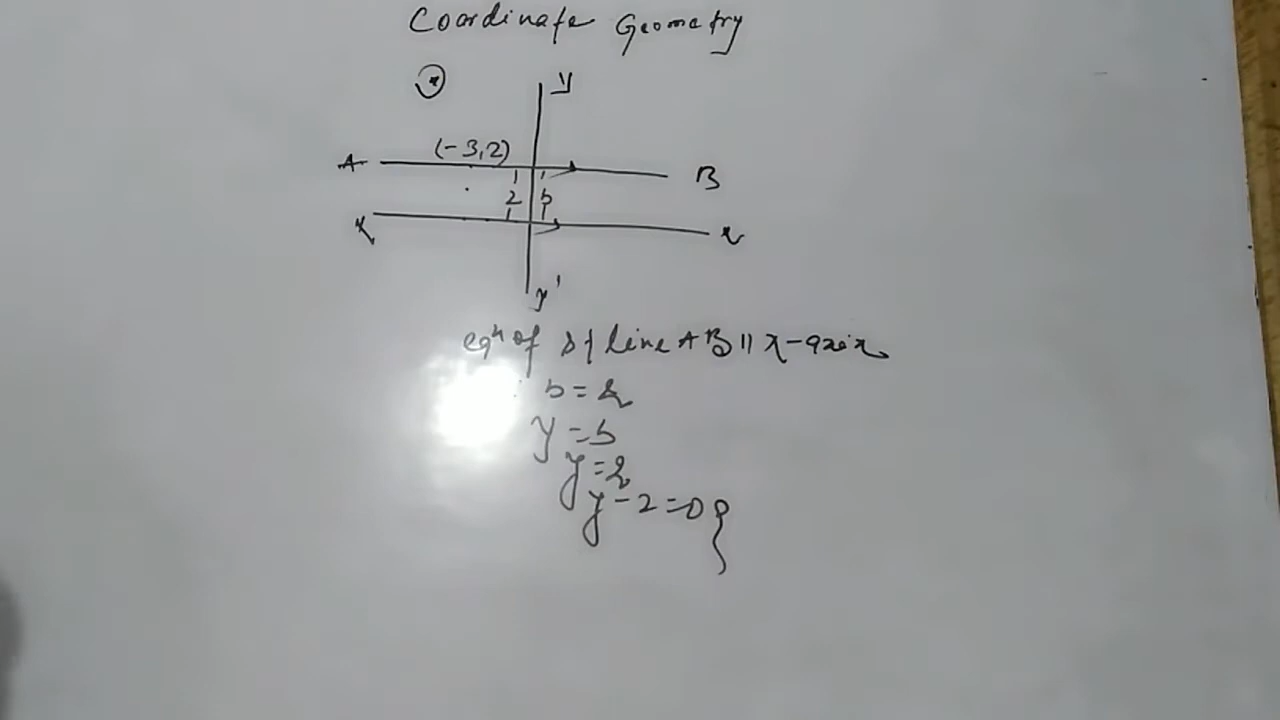 Coordinate Geometry
y
(-3,2)
A B
2 b
x
y'
eqn of st line AB || x-axis
b = 2
y = b
y = 2
y - 2 = 0